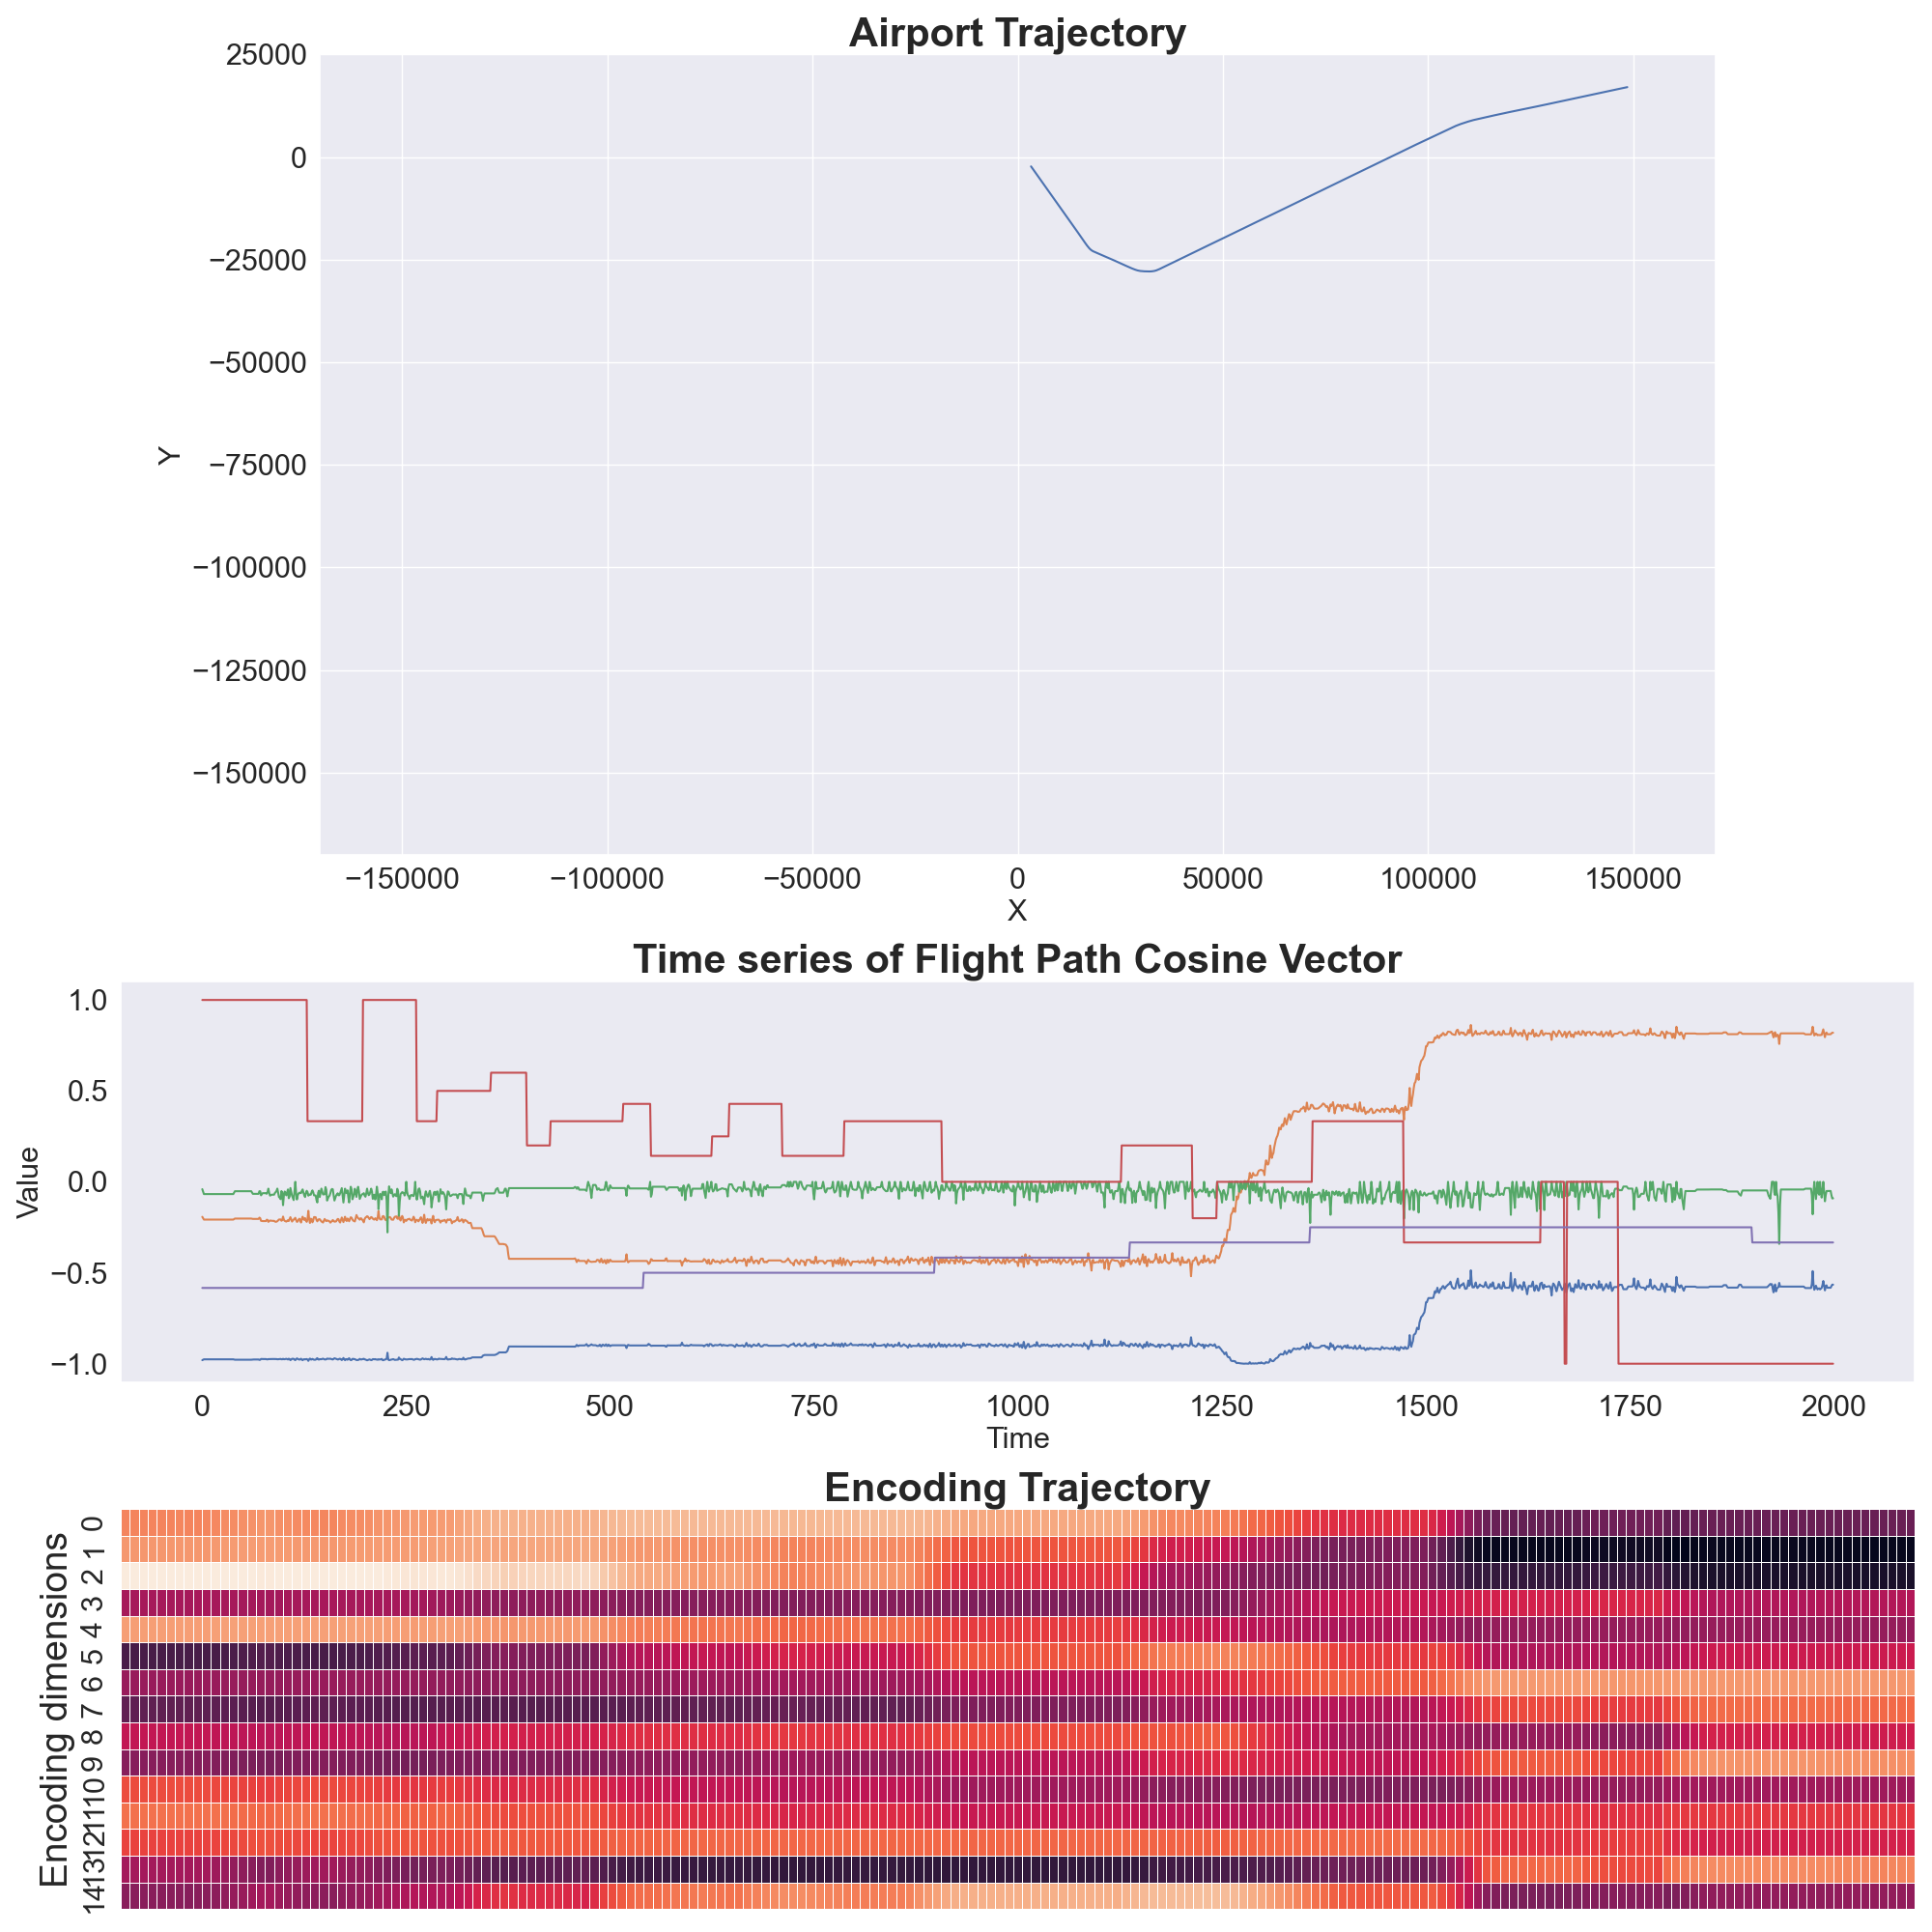 Airport Trajectory
25000
0
−25000
−50000
−75000
−100000
−125000
−150000
Y
−150000 −100000 −50000 0 50000 100000 150000
X
Time series of Flight Path Cosine Vector
1.0
0.5
0.0
−0.5
−1.0
Value
0 250 500 750 1000 1250 1500 1750 2000
Time
Encoding Trajectory
Encoding dimensions
0
1
2
3
4
5
6
7
8
9
10
11
12
13
14